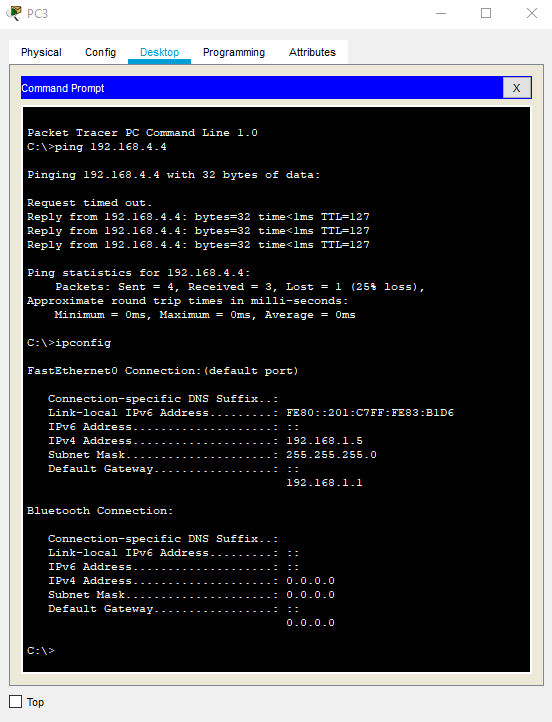 PC3
Physical Config Desktop Programming Attributes
Command Prompt
X
Packet Tracer PC Command Line 1.0
C:\>ping 192.168.4.4
Pinging 192.168.4.4 with 32 bytes of data:
Request timed out.
Reply from 192.168.4.4: bytes=32 time<1ms TTL=127
Reply from 192.168.4.4: bytes=32 time<1ms TTL=127
Reply from 192.168.4.4: bytes=32 time<1ms TTL=127
Ping statistics for 192.168.4.4:
Packets: Sent = 4, Received = 3, Lost = 1 (25% loss),
Approximate round trip times in milli-seconds:
Minimum = 0ms, Maximum = 0ms, Average = 0ms
C:\>ipconfig
FastEthernet0 Connection:(default port)
Connection-specific DNS Suffix..:
Link-local IPv6 Address.........: FE80::201:C7FF:FE83:B1D6
IPv6 Address....................: ::
IPv4 Address....................: 192.168.1.5
Subnet Mask.....................: 255.255.255.0
Default Gateway.................: ::
192.168.1.1
Bluetooth Connection:
Connection-specific DNS Suffix..:
Link-local IPv6 Address.........: ::
IPv6 Address....................: ::
IPv4 Address....................: 0.0.0.0
Subnet Mask.....................: 0.0.0.0
Default Gateway.................: ::
0.0.0.0
C:\>
Top